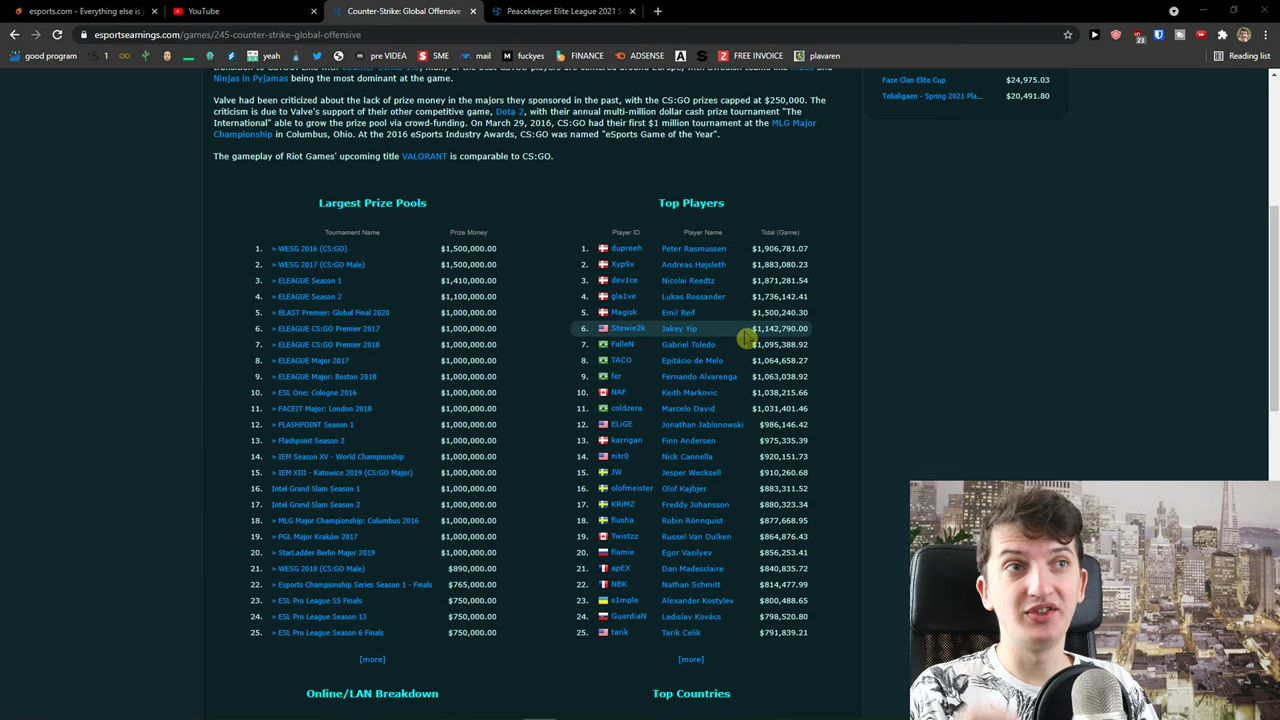 esports.com - Everything else is j
YouTube
Counter-Strike: Global Offensive
Peacekeeper Elite League 2021 S
esportsearnings.com/games/245-counter-strike-global-offensive
23
good program
1
yeah
SME
pre VIDEA
mail
fuckyes
FINANCE
ADSENSE
FREE INVOICE
plavaren
Reading list
Ninjas in Pyjamas being the most dominant at the game.
Valve had been criticized about the lack of prize money in the majors they sponsored in the past, with the CS:GO prizes capped at $250,000. The
criticism is due to Valve's support of their other competitive game, Dota 2, with their annual multi-million dollar cash prize tournament "The
International" able to grow the prize pool via crowd-funding. On March 29, 2016, CS:GO had their first $1 million tournament at the MLG Major
Championship in Columbus, Ohio. At the 2016 eSports Industry Awards, CS:GO was named "eSports Game of the Year".
The gameplay of Riot Games' upcoming title VALORANT is comparable to CS:GO.
Faze Clan Elite Cup $24,975.03
Tekaligaen - Spring 2021 Pla... $20,491.80
Largest Prize Pools
Tournament Name Prize Money
1. » WESG 2016 (CS:GO) $1,500,000.00
2. » WESG 2017 (CS:GO Male) $1,500,000.00
3. » ELEAGUE Season 1 $1,410,000.00
4. » ELEAGUE Season 2 $1,100,000.00
5. » BLAST Premier: Global Final 2020 $1,000,000.00
6. » ELEAGUE CS:GO Premier 2017 $1,000,000.00
7. » ELEAGUE CS:GO Premier 2018 $1,000,000.00
8. » ELEAGUE Major 2017 $1,000,000.00
9. » ELEAGUE Major: Boston 2018 $1,000,000.00
10. » ESL One: Cologne 2016 $1,000,000.00
11. » FACEIT Major: London 2018 $1,000,000.00
12. » FLASHPOINT Season 1 $1,000,000.00
13. » Flashpoint Season 2 $1,000,000.00
14. » IEM Season XV - World Championship $1,000,000.00
15. » IEM XIII - Katowice 2019 (CS:GO Major) $1,000,000.00
16. Intel Grand Slam Season 1 $1,000,000.00
17. Intel Grand Slam Season 2 $1,000,000.00
18. » MLG Major Championship: Columbus 2016 $1,000,000.00
19. » PGL Major Kraków 2017 $1,000,000.00
20. » StarLadder Berlin Major 2019 $1,000,000.00
21. » WESG 2018 (CS:GO Male) $890,000.00
22. » Esports Championship Series Season 1 - Finals $765,000.00
23. » ESL Pro League S5 Finals $750,000.00
24. » ESL Pro League Season 13 $750,000.00
25. » ESL Pro League Season 6 Finals $750,000.00
[more]
Top Players
Player ID Player Name Total (Game)
1. dupreeh Peter Rasmussen $1,906,781.07
2. Xyp9x Andreas Højsleth $1,883,080.23
3. dev1ce Nicolai Reedtz $1,871,281.54
4. gla1ve Lukas Rossander $1,736,142.41
5. Magisk Emil Reif $1,500,240.30
6. Stewie2k Jakey Yip $1,142,790.00
7. FalleN Gabriel Toledo $1,095,388.92
8. TACO Epitácio de Melo $1,064,658.27
9. fer Fernando Alvarenga $1,063,038.92
10. NAF Keith Markovic $1,038,215.66
11. coldzera Marcelo David $1,031,401.46
12. ELiGE Jonathan Jablonowski $986,146.42
13. karrigan Finn Andersen $975,335.39
14. nitr0 Nick Cannella $920,151.73
15. JW Jesper Wecksell $910,260.68
16. olofmeister Olof Kajbjer $883,311.52
17. KRiMZ Freddy Johansson $880,323.34
18. flusha Robin Rönnquist $877,668.95
19. Twistzz Russel Van Dulken $864,876.43
20. flamie Egor Vasilyev $856,253.41
21. apEX Dan Madesclaire $840,835.72
22. NBK Nathan Schmitt $814,477.99
23. s1mple Alexander Kostylev $800,488.65
24. GuardiaN Ladislav Kovács $798,520.80
25. tarik Tarik Celik $791,839.21
[more]
Online/LAN Breakdown
Top Countries